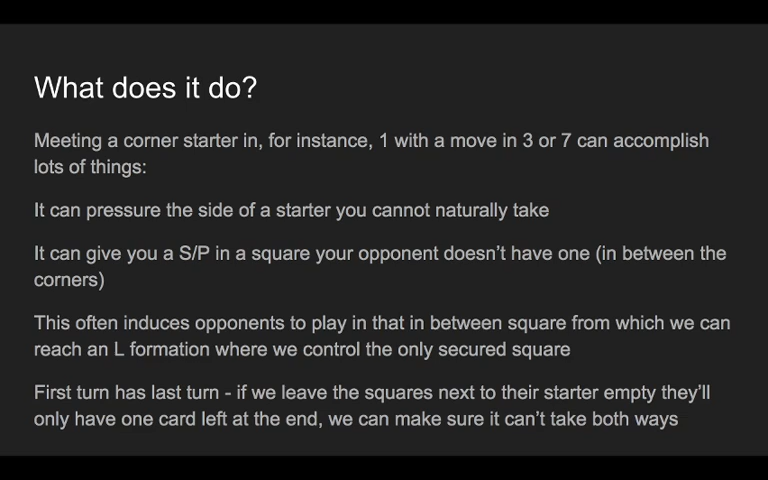 What does it do?
Meeting a corner starter in, for instance, 1 with a move in 3 or 7 can accomplish
lots of things:
It can pressure the side of a starter you cannot naturally take
It can give you a S/P in a square your opponent doesn't have one (in between the
corners)
This often induces opponents to play in that in between square from which we can
reach an L formation where we control the only secured square
First turn has last turn - if we leave the squares next to their starter empty they'll
only have one card left at the end, we can make sure it can't take both ways